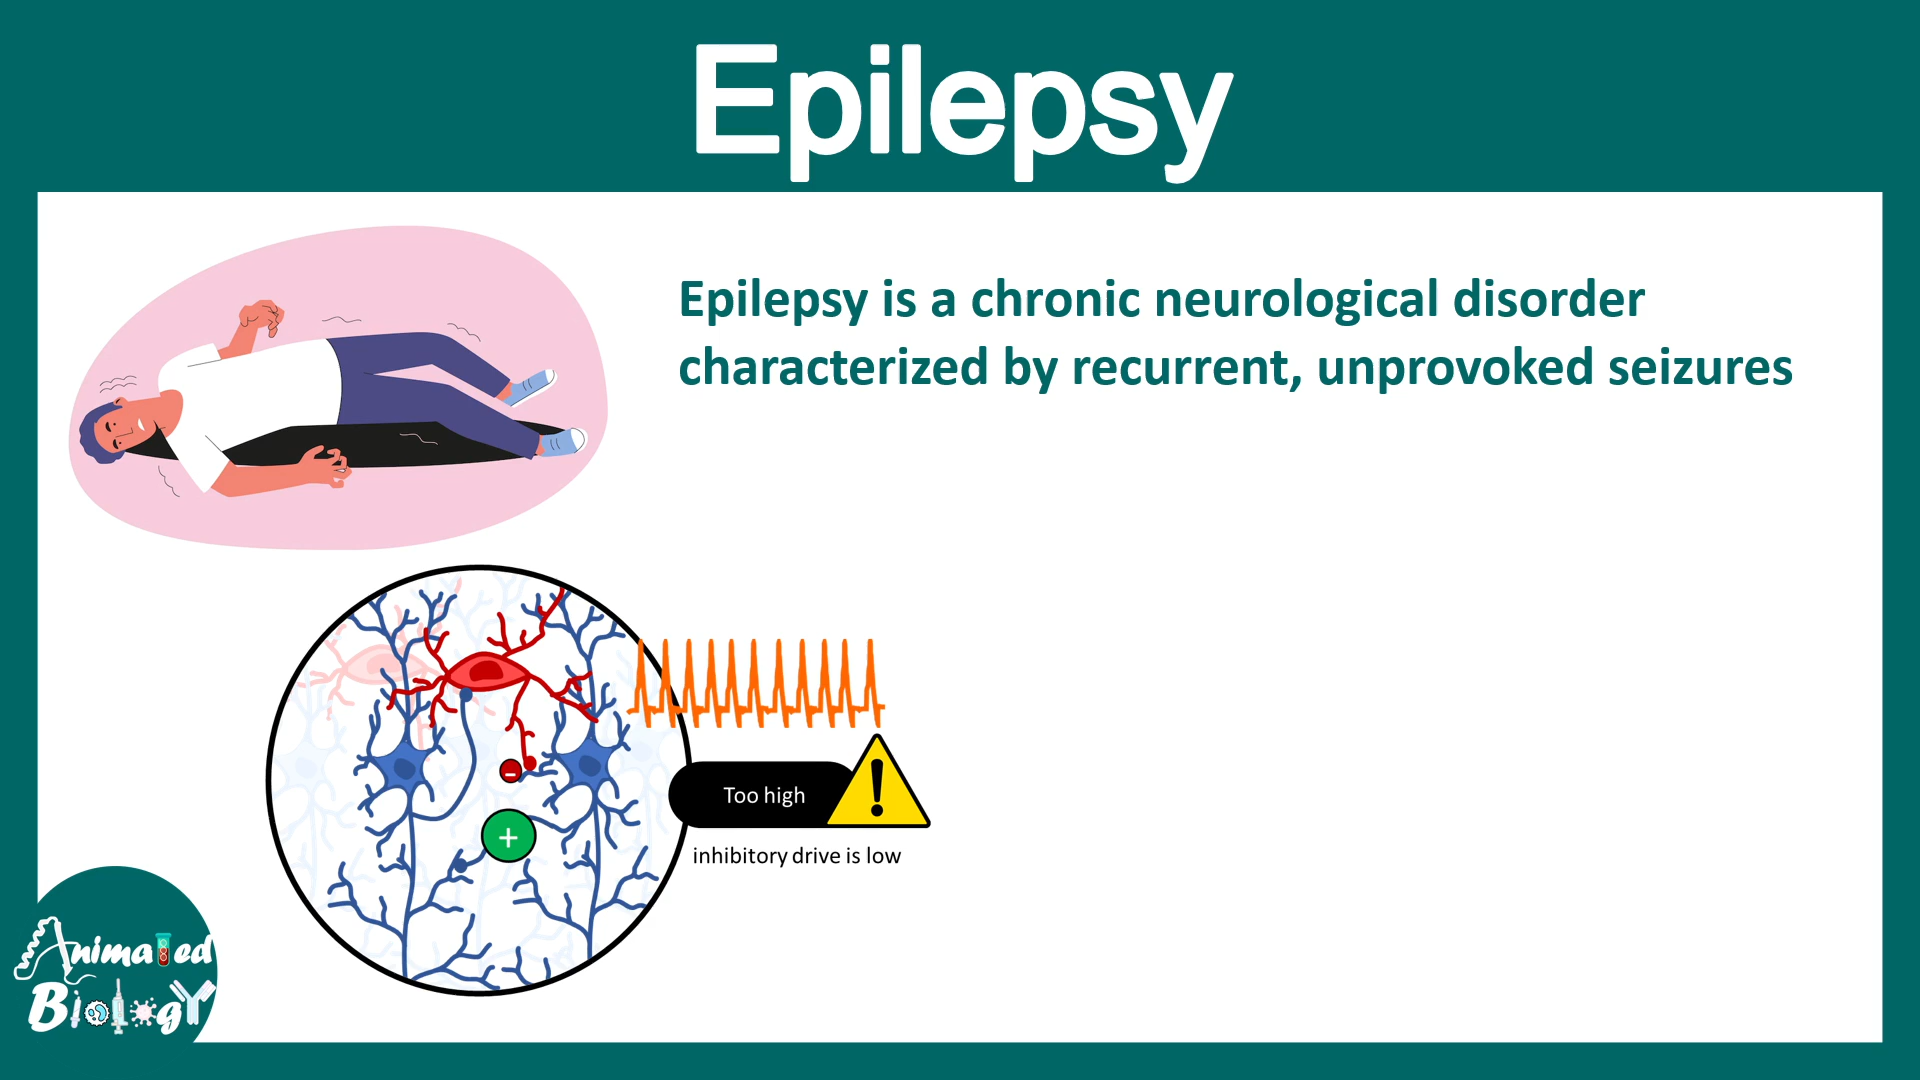 Epilepsy
Epilepsy is a chronic neurological disorder
characterized by recurrent, unprovoked seizures
Too high
inhibitory drive is low
-
+
Animated
Biology